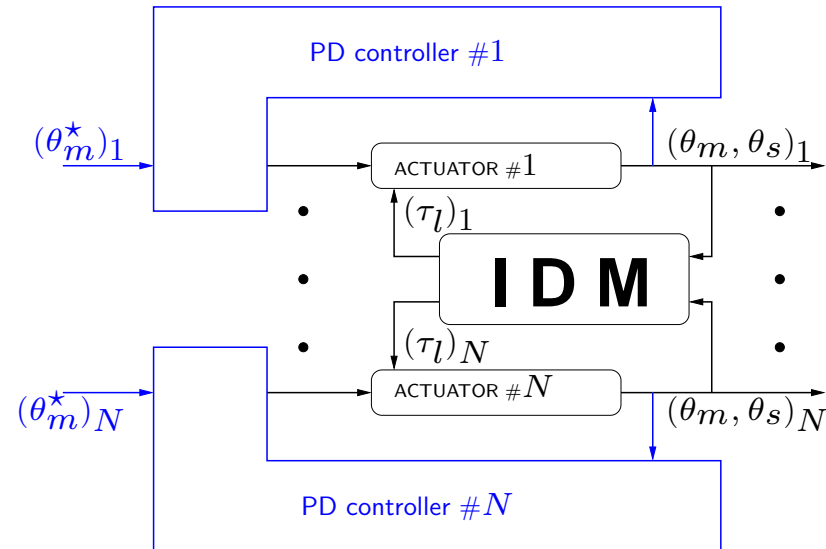 PD controller #1
(θ⋆m)1
(θm, θs)1
ACTUATOR #1
(τl)1
I D M
(τl)N
ACTUATOR #N
(θ⋆m)N
(θm, θs)N
PD controller #N